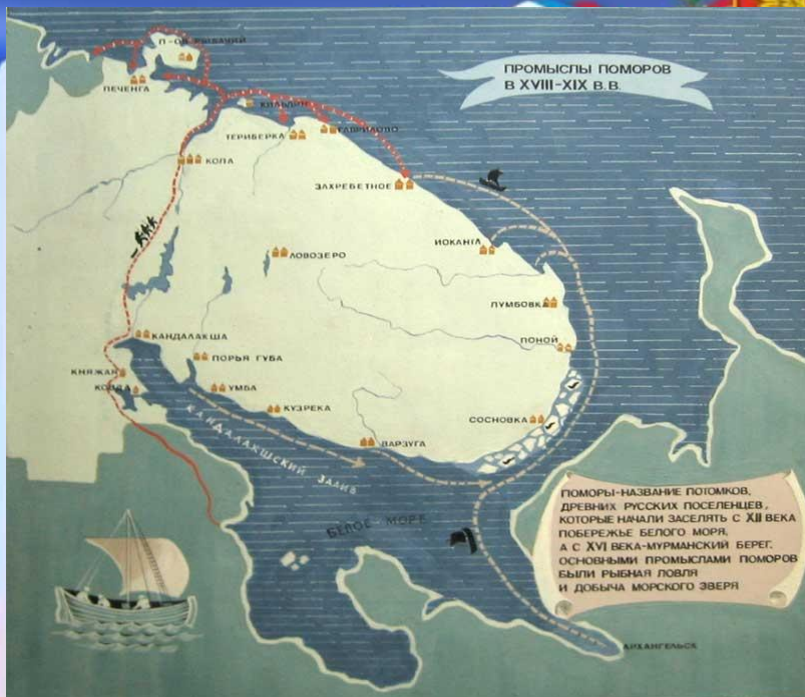 ПРОМЫСЛЫ ПОМОРОВ
В XVIII-XIX В.В.
П-ОВ РЫБАЧИЙ
ПЕЧЕНГА
КИЛЬДИН
ТЕРИБЕРКА
ГАВРИЛОВО
КОЛА
ЗАХРЕБЕТНОЕ
ИОКАНГА
ЛОВОЗЕРО
ЛУМБОВКА
ПОНОЙ
КАНДАЛАКША
ПОРЬЯ ГУБА
КНЯЖАЯ
КОВДА
УМБА
КУЗРЕКА
СОСНОВКА
ВАРЗУГА
КАНДАЛАКШСКИЙ ЗАЛИВ
БЕЛОЕ МОРЕ
ПОМОРЫ-НАЗВАНИЕ ПОТОМКОВ,
ДРЕВНИХ РУССКИХ ПОСЕЛЕНЦЕВ,
КОТОРЫЕ НАЧАЛИ ЗАСЕЛЯТЬ С XII ВЕКА
ПОБЕРЕЖЬЕ БЕЛОГО МОРЯ,
А С XVI ВЕКА-МУРМАНСКИЙ БЕРЕГ.
ОСНОВНЫМИ ПРОМЫСЛАМИ ПОМОРОВ
БЫЛИ РЫБНАЯ ЛОВЛЯ
И ДОБЫЧА МОРСКОГО ЗВЕРЯ
АРХАНГЕЛЬСК